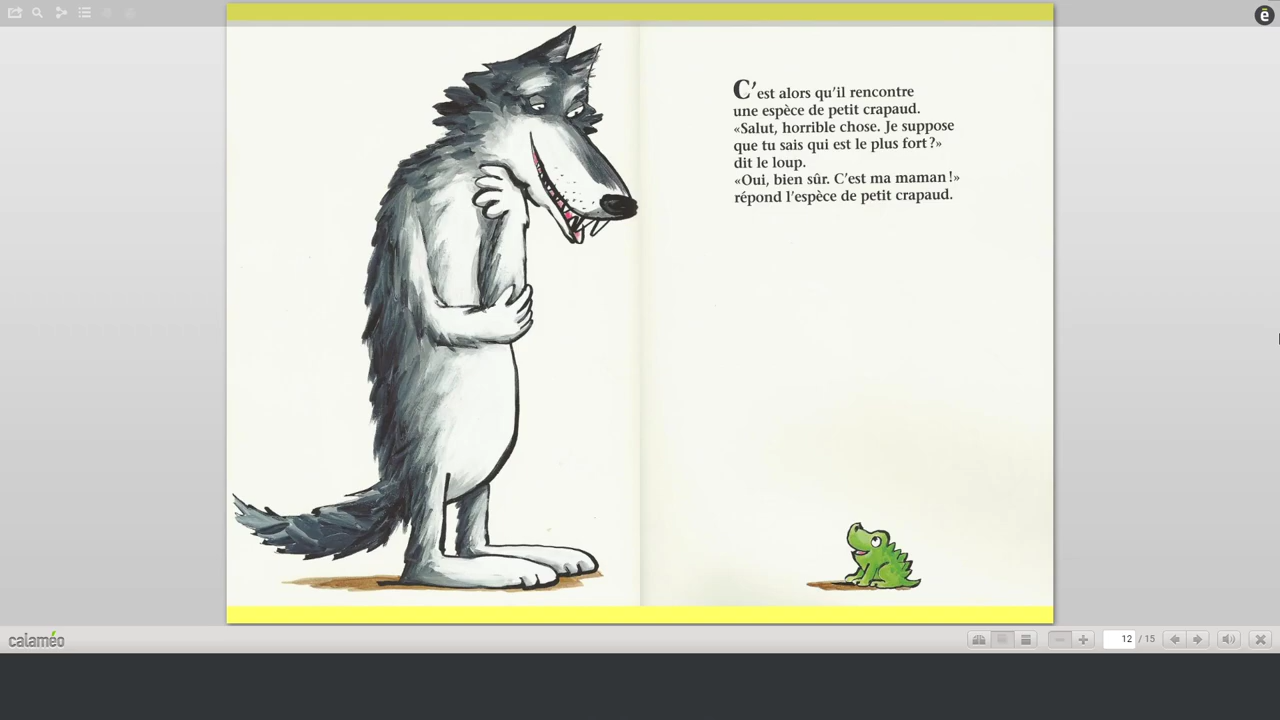 C'est alors qu'il rencontre
une espèce de petit crapaud.
«Salut, horrible chose. Je suppose
que tu sais qui est le plus fort ?»
dit le loup.
«Oui, bien sûr. C'est ma maman !»
répond l'espèce de petit crapaud.
calaméo
12 / 15
ē